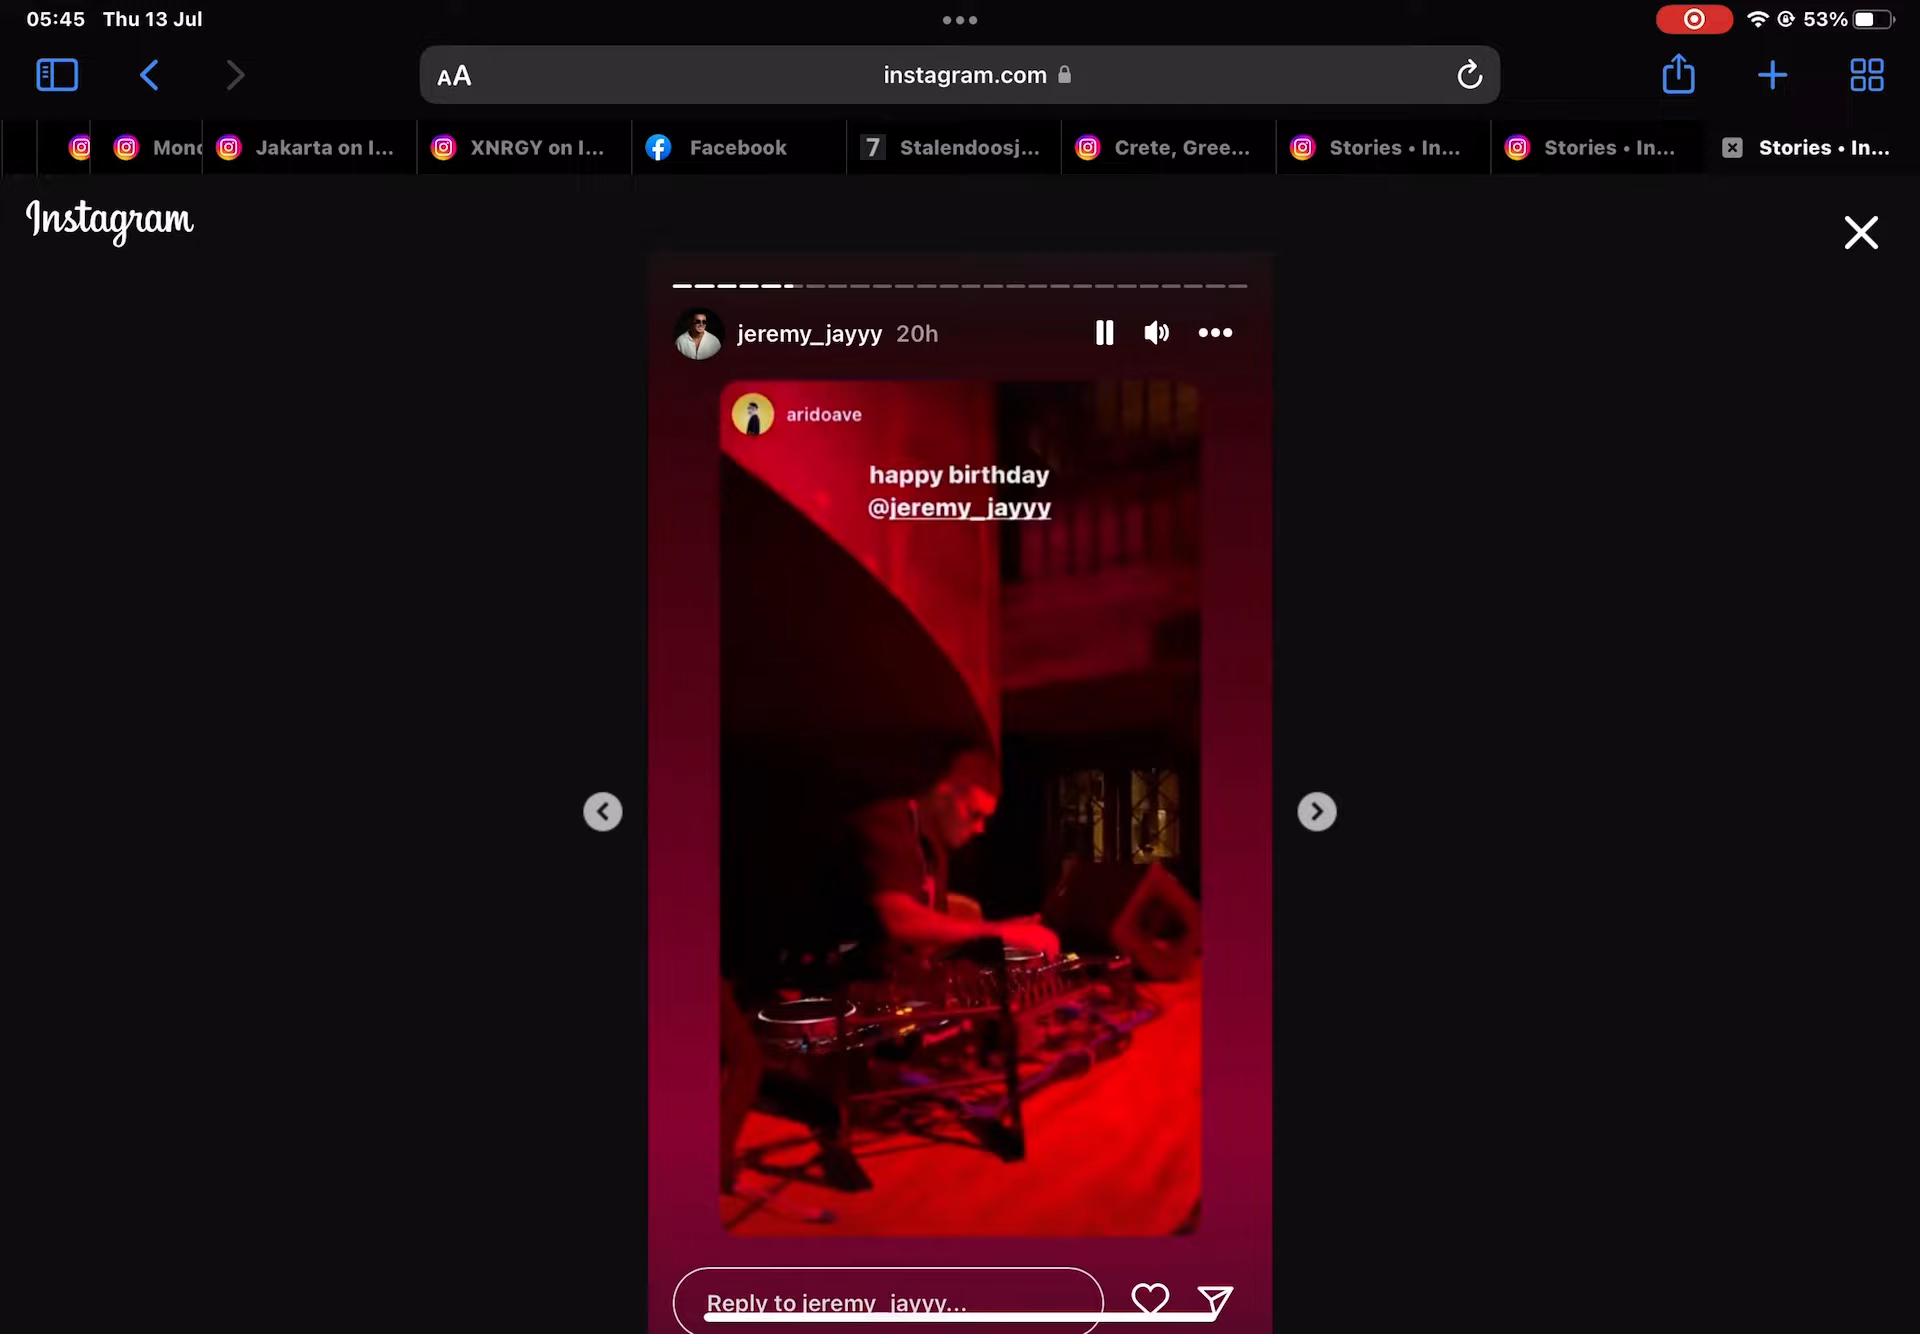 05:45 Thu 13 Jul
53%
AA
instagram.com
Mono
Jakarta on I...
XNRGY on I...
Facebook
7 Stalendoosj...
Crete, Gree...
Stories • In...
Stories • In...
Stories • In...
Instagram
jeremy_jayyy 20h
aridoave
happy birthday
@jeremy_jayyy
Reply to jeremy_jayyy...